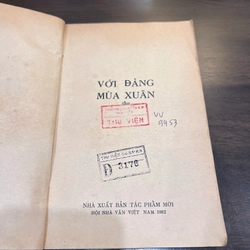 VỚI ĐẢNG
MÙA XUÂN
THƯ VIỆN
VV
9453
Đ 3176
NHÀ XUẤT BẢN TÁC PHẨM MỚI
HỘI NHÀ VĂN VIỆT NAM 1982